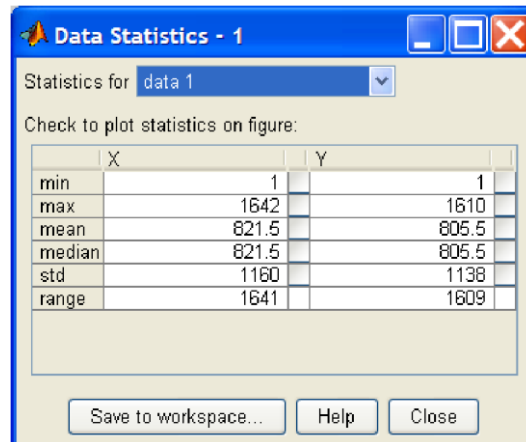 Data Statistics - 1
Statistics for data 1
Check to plot statistics on figure:
X Y
min 1 1
max 1642 1610
mean 821.5 805.5
median 821.5 805.5
std 1160 1138
range 1641 1609
Save to workspace... Help Close